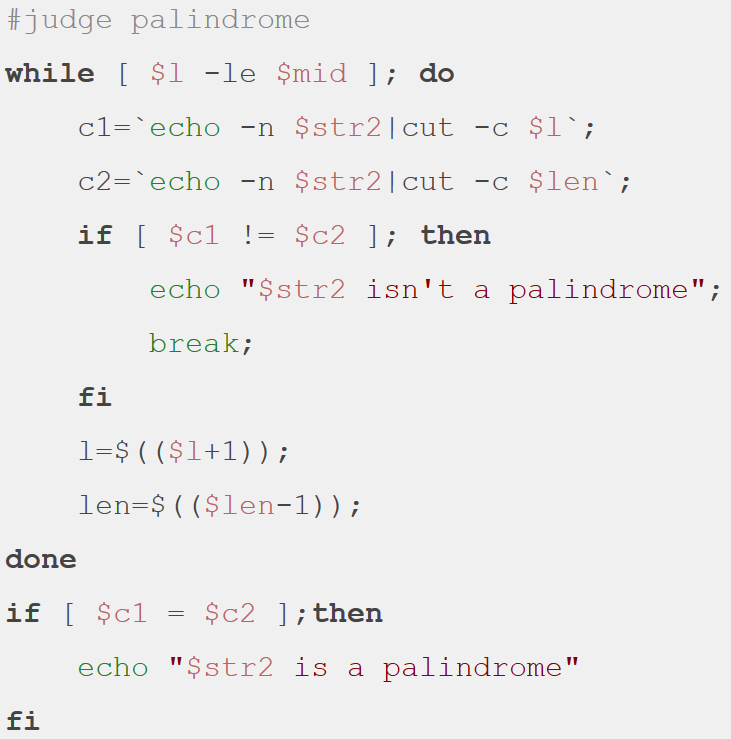 #judge palindrome
while [ $l -le $mid ]; do
    c1=`echo -n $str2|cut -c $l`;
    c2=`echo -n $str2|cut -c $len`;
    if [ $c1 != $c2 ]; then
        echo "$str2 isn't a palindrome";
        break;
    fi
    l=$(($l+1));
    len=$(($len-1));
done
if [ $c1 = $c2 ];then
    echo "$str2 is a palindrome"
fi